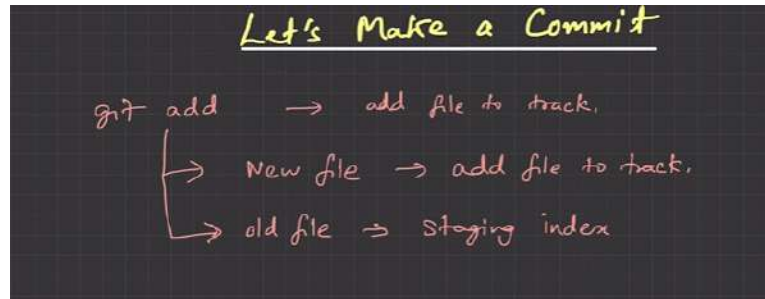 Let's Make a Commit
git add → add file to track.
→ New file → add file to track.
→ old file → staging index